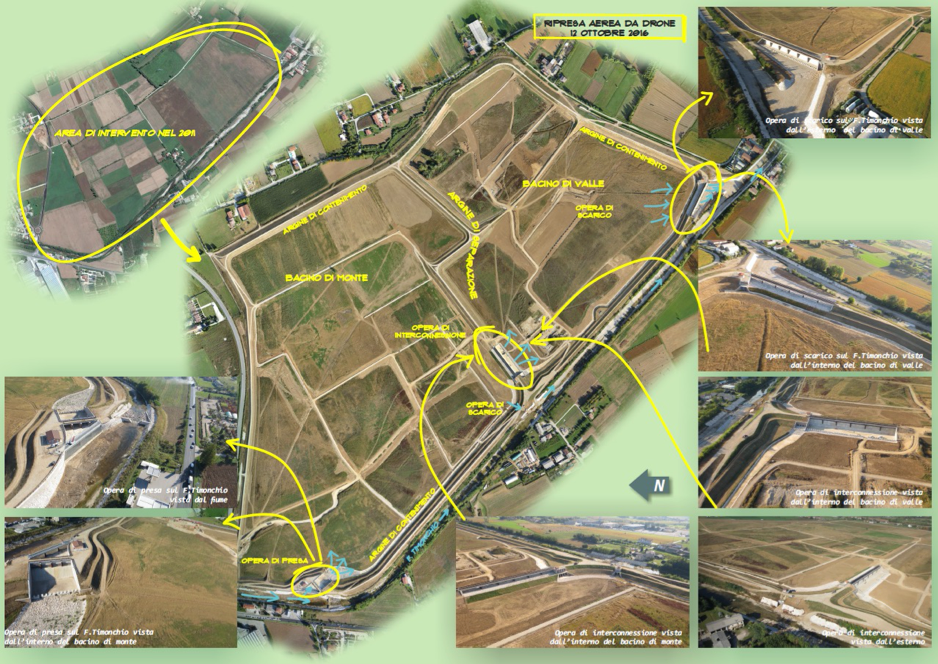 RIPRESA AEREA DA DRONE
12 OTTOBRE 2016
AREA DI INTERVENTO NEL 2011
Opera di scarico sul F.Timonchio vista
dall'esterno del bacino di valle
ARGINE DI CONTENIMENTO
ARGINE DI CONTENIMENTO
BACINO DI VALLE
ARGINE DI SEPARAZIONE
OPERA DI
SCARICO
BACINO DI MONTE
OPERA DI
INTERCONNESSIONE
Opera di scarico sul F.Timonchio vista
dall'interno del bacino di valle
OPERA DI
SCARICO
Opera di presa sul F.Timonchio
vista dal fiume
N
Opera di interconnessione vista
dall'interno del bacino di valle
ARGINE DI CONTENIMENTO
F. TIMONCHIO
OPERA DI PRESA
Opera di presa sul F.Timonchio vista
dall'interno del bacino di monte
Opera di interconnessione vista
dall'interno del bacino di monte
Opera di interconnessione
vista dall'esterno